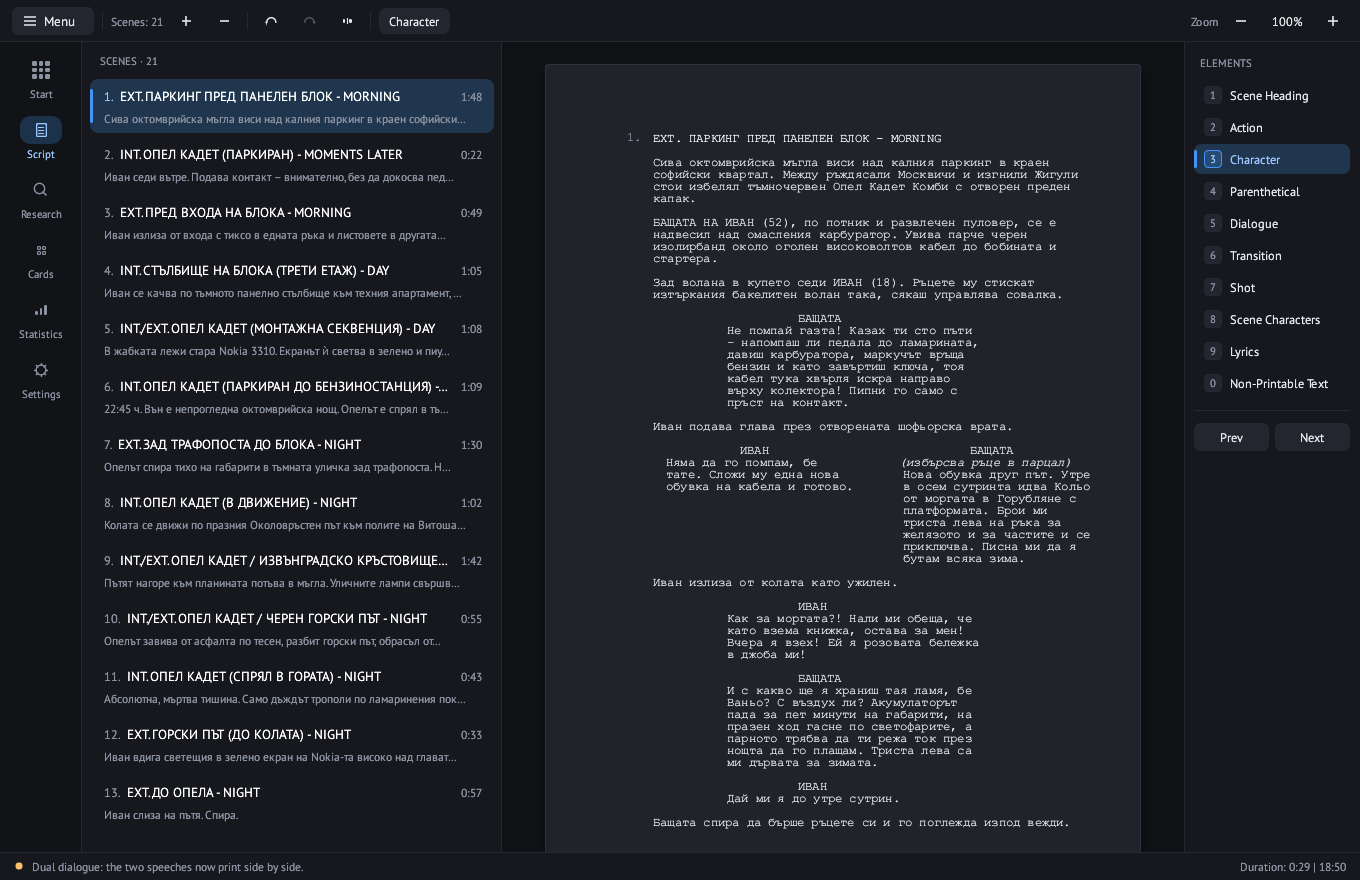 Menu
Scenes: 21
Character
Zoom
100%
Start
Script
Research
Cards
Statistics
Settings
SCENES · 21
1. EXT. ПАРКИНГ ПРЕД ПАНЕЛЕН БЛОК - MORNING 1:48
Сива октомврийска мъгла виси над калния паркинг в краен софийски...
2. INT. ОПЕЛ КАДЕТ (ПАРКИРАН) - MOMENTS LATER 0:22
Иван седи вътре. Подава контакт – внимателно, без да докосва пед...
3. EXT. ПРЕД ВХОДА НА БЛОКА - MORNING 0:49
Иван излиза от входа с тиксо в едната ръка и листовете в другата...
4. INT. СТЪЛБИЩЕ НА БЛОКА (ТРЕТИ ЕТАЖ) - DAY 1:05
Иван се качва по тъмното панелно стълбище към техния апартамент, ...
5. INT./EXT. ОПЕЛ КАДЕТ (МОНТАЖНА СЕКВЕНЦИЯ) - DAY 1:08
В жабката лежи стара Nokia 3310. Екранът ѝ светва в зелено и пиу...
6. INT. ОПЕЛ КАДЕТ (ПАРКИРАН ДО БЕНЗИНОСТАНЦИЯ) -... 1:09
22:45 ч. Вън е непрогледна октомврийска нощ. Опелът е спрял в тъ...
7. EXT. ЗАД ТРАФОПОСТА ДО БЛОКА - NIGHT 1:30
Опелът спира тихо на габарити в тъмната уличка зад трафопоста. Н...
8. INT. ОПЕЛ КАДЕТ (В ДВИЖЕНИЕ) - NIGHT 1:02
Колата се движи по празния Околовръстен път към полите на Витоша...
9. INT./EXT. ОПЕЛ КАДЕТ / ИЗВЪНГРАДСКО КРЪСТОВИЩЕ... 1:42
Пътят нагоре към планината потъва в мъгла. Уличните лампи свършв...
10. INT./EXT. ОПЕЛ КАДЕТ / ЧЕРЕН ГОРСКИ ПЪТ - NIGHT 0:55
Опелът завива от асфалта по тесен, разбит горски път, обрасъл от...
11. INT. ОПЕЛ КАДЕТ (СПРЯЛ В ГОРАТА) - NIGHT 0:43
Абсолютна, мъртва тишина. Само дъждът трополи по ламаринения пок...
12. EXT. ГОРСКИ ПЪТ (ДО КОЛАТА) - NIGHT 0:33
Иван вдига светещия в зелено екран на Nokia-та високо над глават...
13. EXT. ДО ОПЕЛА - NIGHT 0:57
Иван слиза на пътя. Спира.
1. EXT. ПАРКИНГ ПРЕД ПАНЕЛЕН БЛОК - MORNING
Сива октомврийска мъгла виси над калния паркинг в краен
софийски квартал. Между ръждясали Москвичи и изгнили Жигули
стои избелял тъмночервен Опел Кадет Комби с отворен преден
капак.
БАЩАТА НА ИВАН (52), по потник и развлечен пуловер, се е
надвесил над омасления карбуратор. Увива парче черен
изолирбанд около оголен високоволтов кабел до бобината и
стартера.
Зад волана в купето седи ИВАН (18). Ръцете му стискат
изтъркания бакелитен волан така, сякаш управлява совалка.
БАЩАТА
Не помпай газта! Казах ти сто пъти
– напомпаш ли педала до ламарината,
давиш карбуратора, маркучът връща
бензин и като завъртиш ключа, тоя
кабел тука хвърля искра направо
върху колектора! Пипни го само с
пръст на контакт.
Иван подава глава през отворената шофьорска врата.
ИВАН
Няма да го помпам, бе
тате. Сложи му една нова
обувка на кабела и готово.
БАЩАТА
(избърсва ръце в парцал)
Нова обувка друг път. Утре
в осем сутринта идва Кольо
от моргата в Горубляне с
платформата. Брои ми
триста лева на ръка за
желязото и за частите и се
приключва. Писна ми да я
бутам всяка зима.
Иван излиза от колата като ужилен.
ИВАН
Как за моргата?! Нали ми обеща, че
като взема книжка, остава за мен!
Вчера я взех! Ей я розовата бележка
в джоба ми!
БАЩАТА
И с какво ще я храниш тая ламя, бе
Ваньо? С въздух ли? Акумулаторът
пада за пет минути на габарити, на
празен ход гасне по светофарите, а
парното трябва да ти режа ток през
нощта да го плащам. Триста лева са
ми дървата за зимата.
ИВАН
Дай ми я до утре сутрин.
Бащата спира да бърше ръцете си и го поглежда изпод вежди.
ELEMENTS
1 Scene Heading
2 Action
3 Character
4 Parenthetical
5 Dialogue
6 Transition
7 Shot
8 Scene Characters
9 Lyrics
0 Non-Printable Text
Prev
Next
Dual dialogue: the two speeches now print side by side.
Duration: 0:29 | 18:50